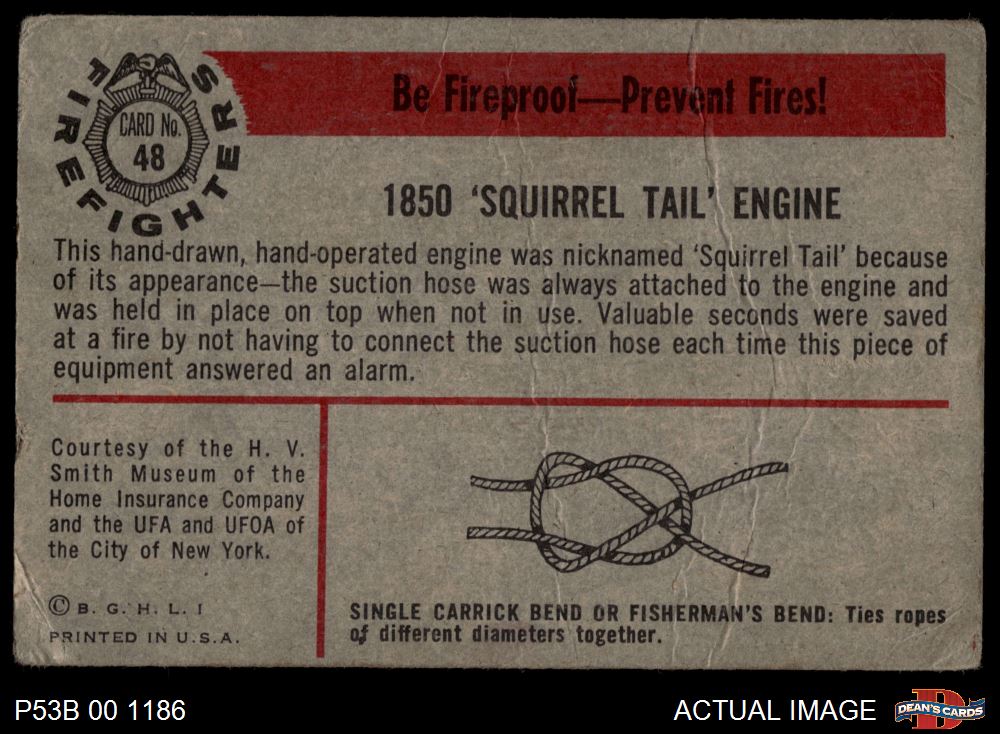 FIREFIGHTERS
CARD No.
48
Be Fireproof—Prevent Fires!
1850 ‘SQUIRREL TAIL’ ENGINE
This hand-drawn, hand-operated engine was nicknamed ‘Squirrel Tail’ because
of its appearance—the suction hose was always attached to the engine and
was held in place on top when not in use. Valuable seconds were saved
at a fire by not having to connect the suction hose each time this piece of
equipment answered an alarm.
Courtesy of the H. V.
Smith Museum of the
Home Insurance Company
and the UFA and UFOA of
the City of New York.
© B. G. H. L. I
PRINTED IN U.S.A.
SINGLE CARRICK BEND OR FISHERMAN'S BEND: Ties ropes
of different diameters together.
P53B 00 1186
ACTUAL IMAGE
DEAN'S CARDS